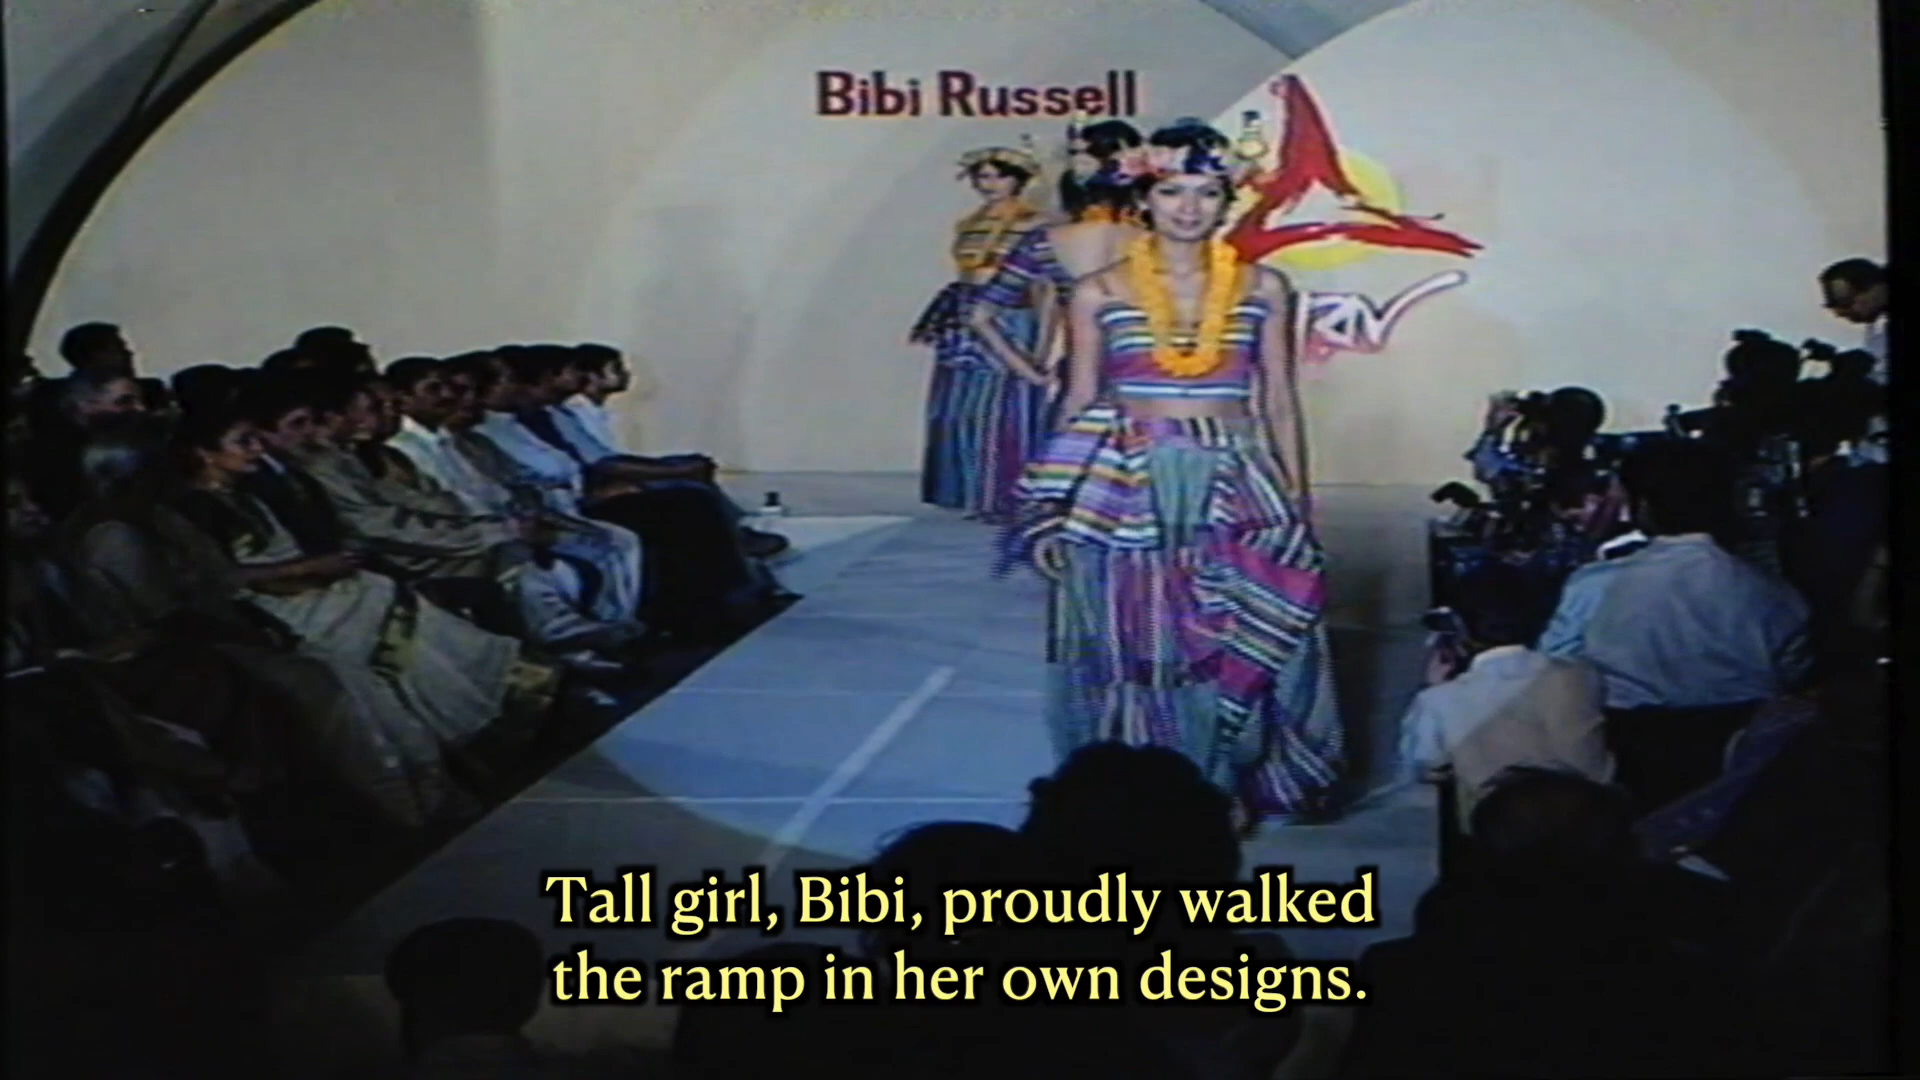 Bibi Russell
Tall girl, Bibi, proudly walked
the ramp in her own designs.